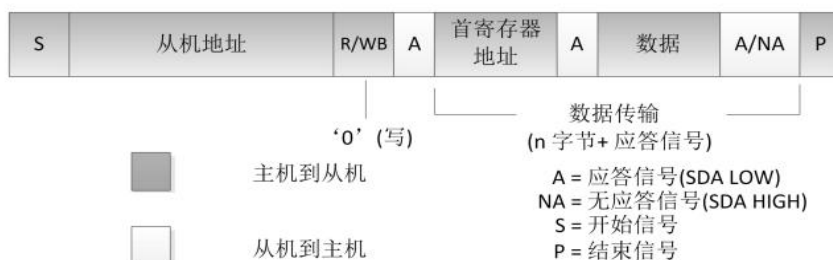 S 从机地址 R/WB A 首寄存器地址 A 数据 A/NA P
数据传输
‘0’ (写) (n 字节+ 应答信号)
主机到从机
A = 应答信号(SDA LOW)
NA = 无应答信号(SDA HIGH)
S = 开始信号
从机到主机
P = 结束信号